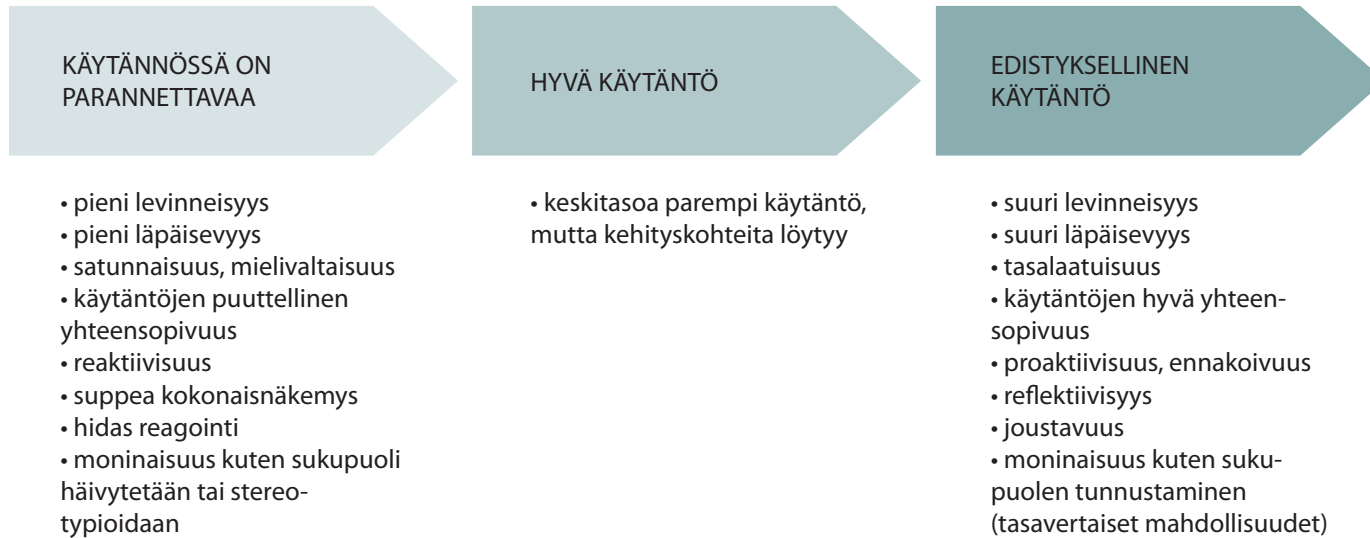 KÄYTÄNNÖSSÄ ON
PARANNETTAVAA
HYVÄ KÄYTÄNTÖ
EDISTYKSELLINEN
KÄYTÄNTÖ
• pieni levinneisyys
• pieni läpäisevyys
• satunnaisuus, mielivaltaisuus
• käytäntöjen puuttellinen
yhteensopivuus
• reaktiivisuus
• suppea kokonaisnäkemys
• hidas reagointi
• moninaisuus kuten sukupuoli
häivytetään tai stereo-
typioidaan
• keskitasoa parempi käytäntö,
mutta kehityskohteita löytyy
• suuri levinneisyys
• suuri läpäisevyys
• tasalaatuisuus
• käytäntöjen hyvä yhteen-
sopivuus
• proaktiivisuus, ennakoivuus
• reflektiivisyys
• joustavuus
• moninaisuus kuten suku-
puolen tunnustaminen
(tasavertaiset mahdollisuudet)